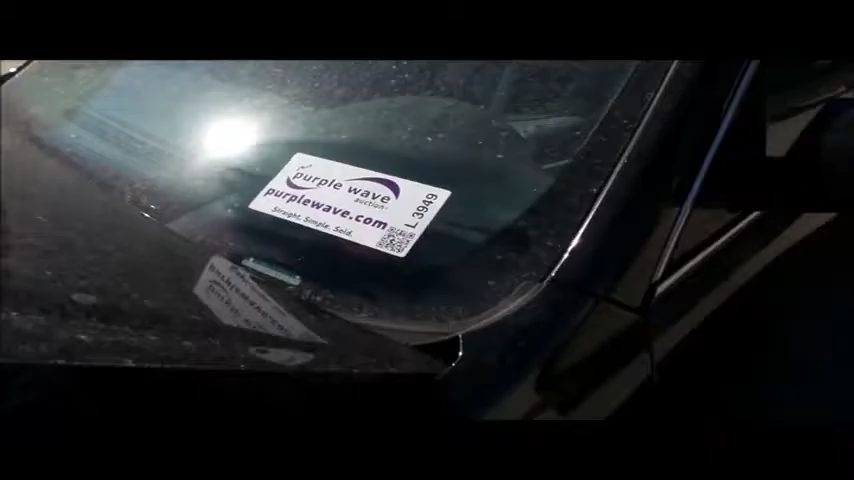 purple wave
auction
purplewave.com
Straight. Simple. Sold.
L 3949